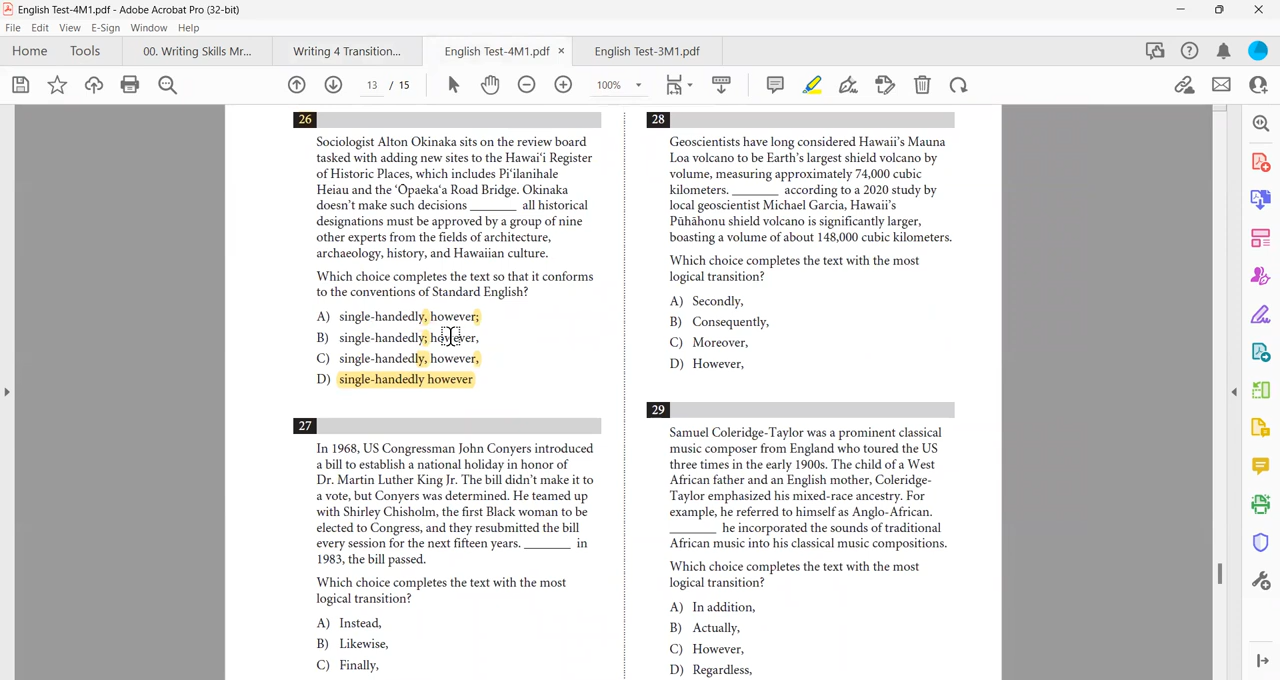 English Test-4M1.pdf - Adobe Acrobat Pro (32-bit)
File Edit View E-Sign Window Help
Home Tools 00. Writing Skills Mr... Writing 4 Transition... English Test-4M1.pdf × English Test-3M1.pdf
13 / 15 100%
26
Sociologist Alton Okinaka sits on the review board
tasked with adding new sites to the Hawai‘i Register
of Historic Places, which includes Pi‘ilanihale
Heiau and the ‘Ōpaeka‘a Road Bridge. Okinaka
doesn’t make such decisions ______ all historical
designations must be approved by a group of nine
other experts from the fields of architecture,
archaeology, history, and Hawaiian culture.
Which choice completes the text so that it conforms
to the conventions of Standard English?
A) single-handedly, however;
B) single-handedly; however,
C) single-handedly, however,
D) single-handedly however
27
In 1968, US Congressman John Conyers introduced
a bill to establish a national holiday in honor of
Dr. Martin Luther King Jr. The bill didn’t make it to
a vote, but Conyers was determined. He teamed up
with Shirley Chisholm, the first Black woman to be
elected to Congress, and they resubmitted the bill
every session for the next fifteen years. ______ in
1983, the bill passed.
Which choice completes the text with the most
logical transition?
A) Instead,
B) Likewise,
C) Finally,
28
Geoscientists have long considered Hawaii’s Mauna
Loa volcano to be Earth’s largest shield volcano by
volume, measuring approximately 74,000 cubic
kilometers. ______ according to a 2020 study by
local geoscientist Michael Garcia, Hawaii’s
Pūhāhonu shield volcano is significantly larger,
boasting a volume of about 148,000 cubic kilometers.
Which choice completes the text with the most
logical transition?
A) Secondly,
B) Consequently,
C) Moreover,
D) However,
29
Samuel Coleridge-Taylor was a prominent classical
music composer from England who toured the US
three times in the early 1900s. The child of a West
African father and an English mother, Coleridge-
Taylor emphasized his mixed-race ancestry. For
example, he referred to himself as Anglo-African.
______ he incorporated the sounds of traditional
African music into his classical music compositions.
Which choice completes the text with the most
logical transition?
A) In addition,
B) Actually,
C) However,
D) Regardless,